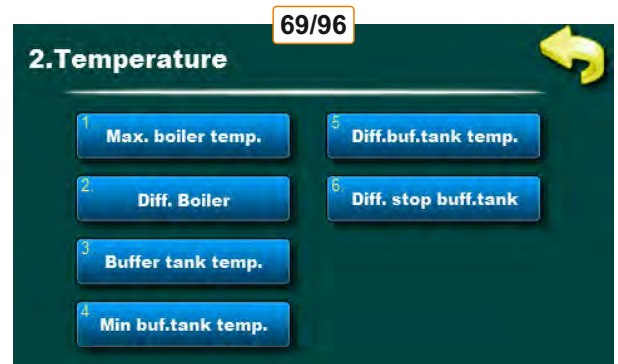 69/96
2.Temperature
1
Max. boiler temp.
2.
Diff. Boiler
3
Buffer tank temp.
4
Min buf.tank temp.
5
Diff.buf.tank temp.
6.
Diff. stop buff.tank